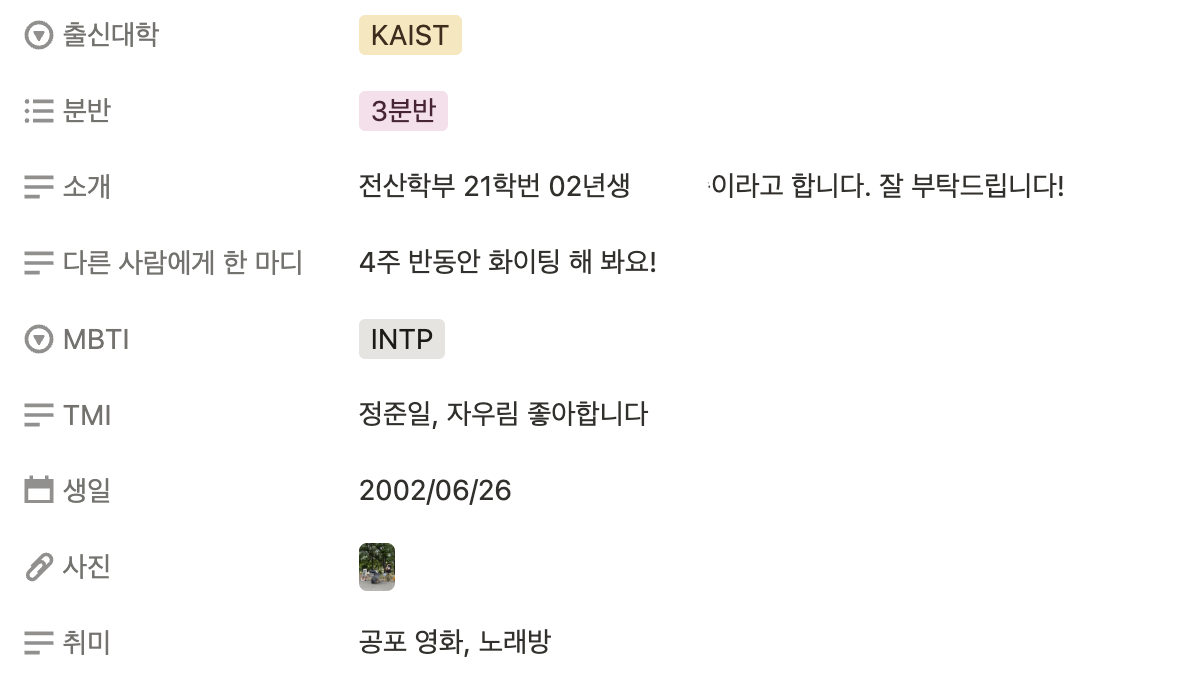 출신대학 KAIST
분반 3분반
소개 전산학부 21학번 02년생 이라고 합니다. 잘 부탁드립니다!
다른 사람에게 한 마디 4주 반동안 화이팅 해 봐요!
MBTI INTP
TMI 정준일, 자우림 좋아합니다
생일 2002/06/26
사진
취미 공포 영화, 노래방